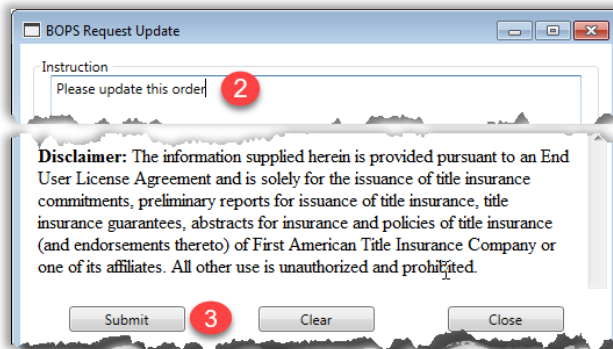 BOPS Request Update
Instruction
Please update this order
2
Disclaimer: The information supplied herein is provided pursuant to an End
User License Agreement and is solely for the issuance of title insurance
commitments, preliminary reports for issuance of title insurance, title
insurance guarantees, abstracts for insurance and policies of title insurance
(and endorsements thereto) of First American Title Insurance Company or
one of its affiliates. All other use is unauthorized and prohibited.
Submit 3 Clear Close